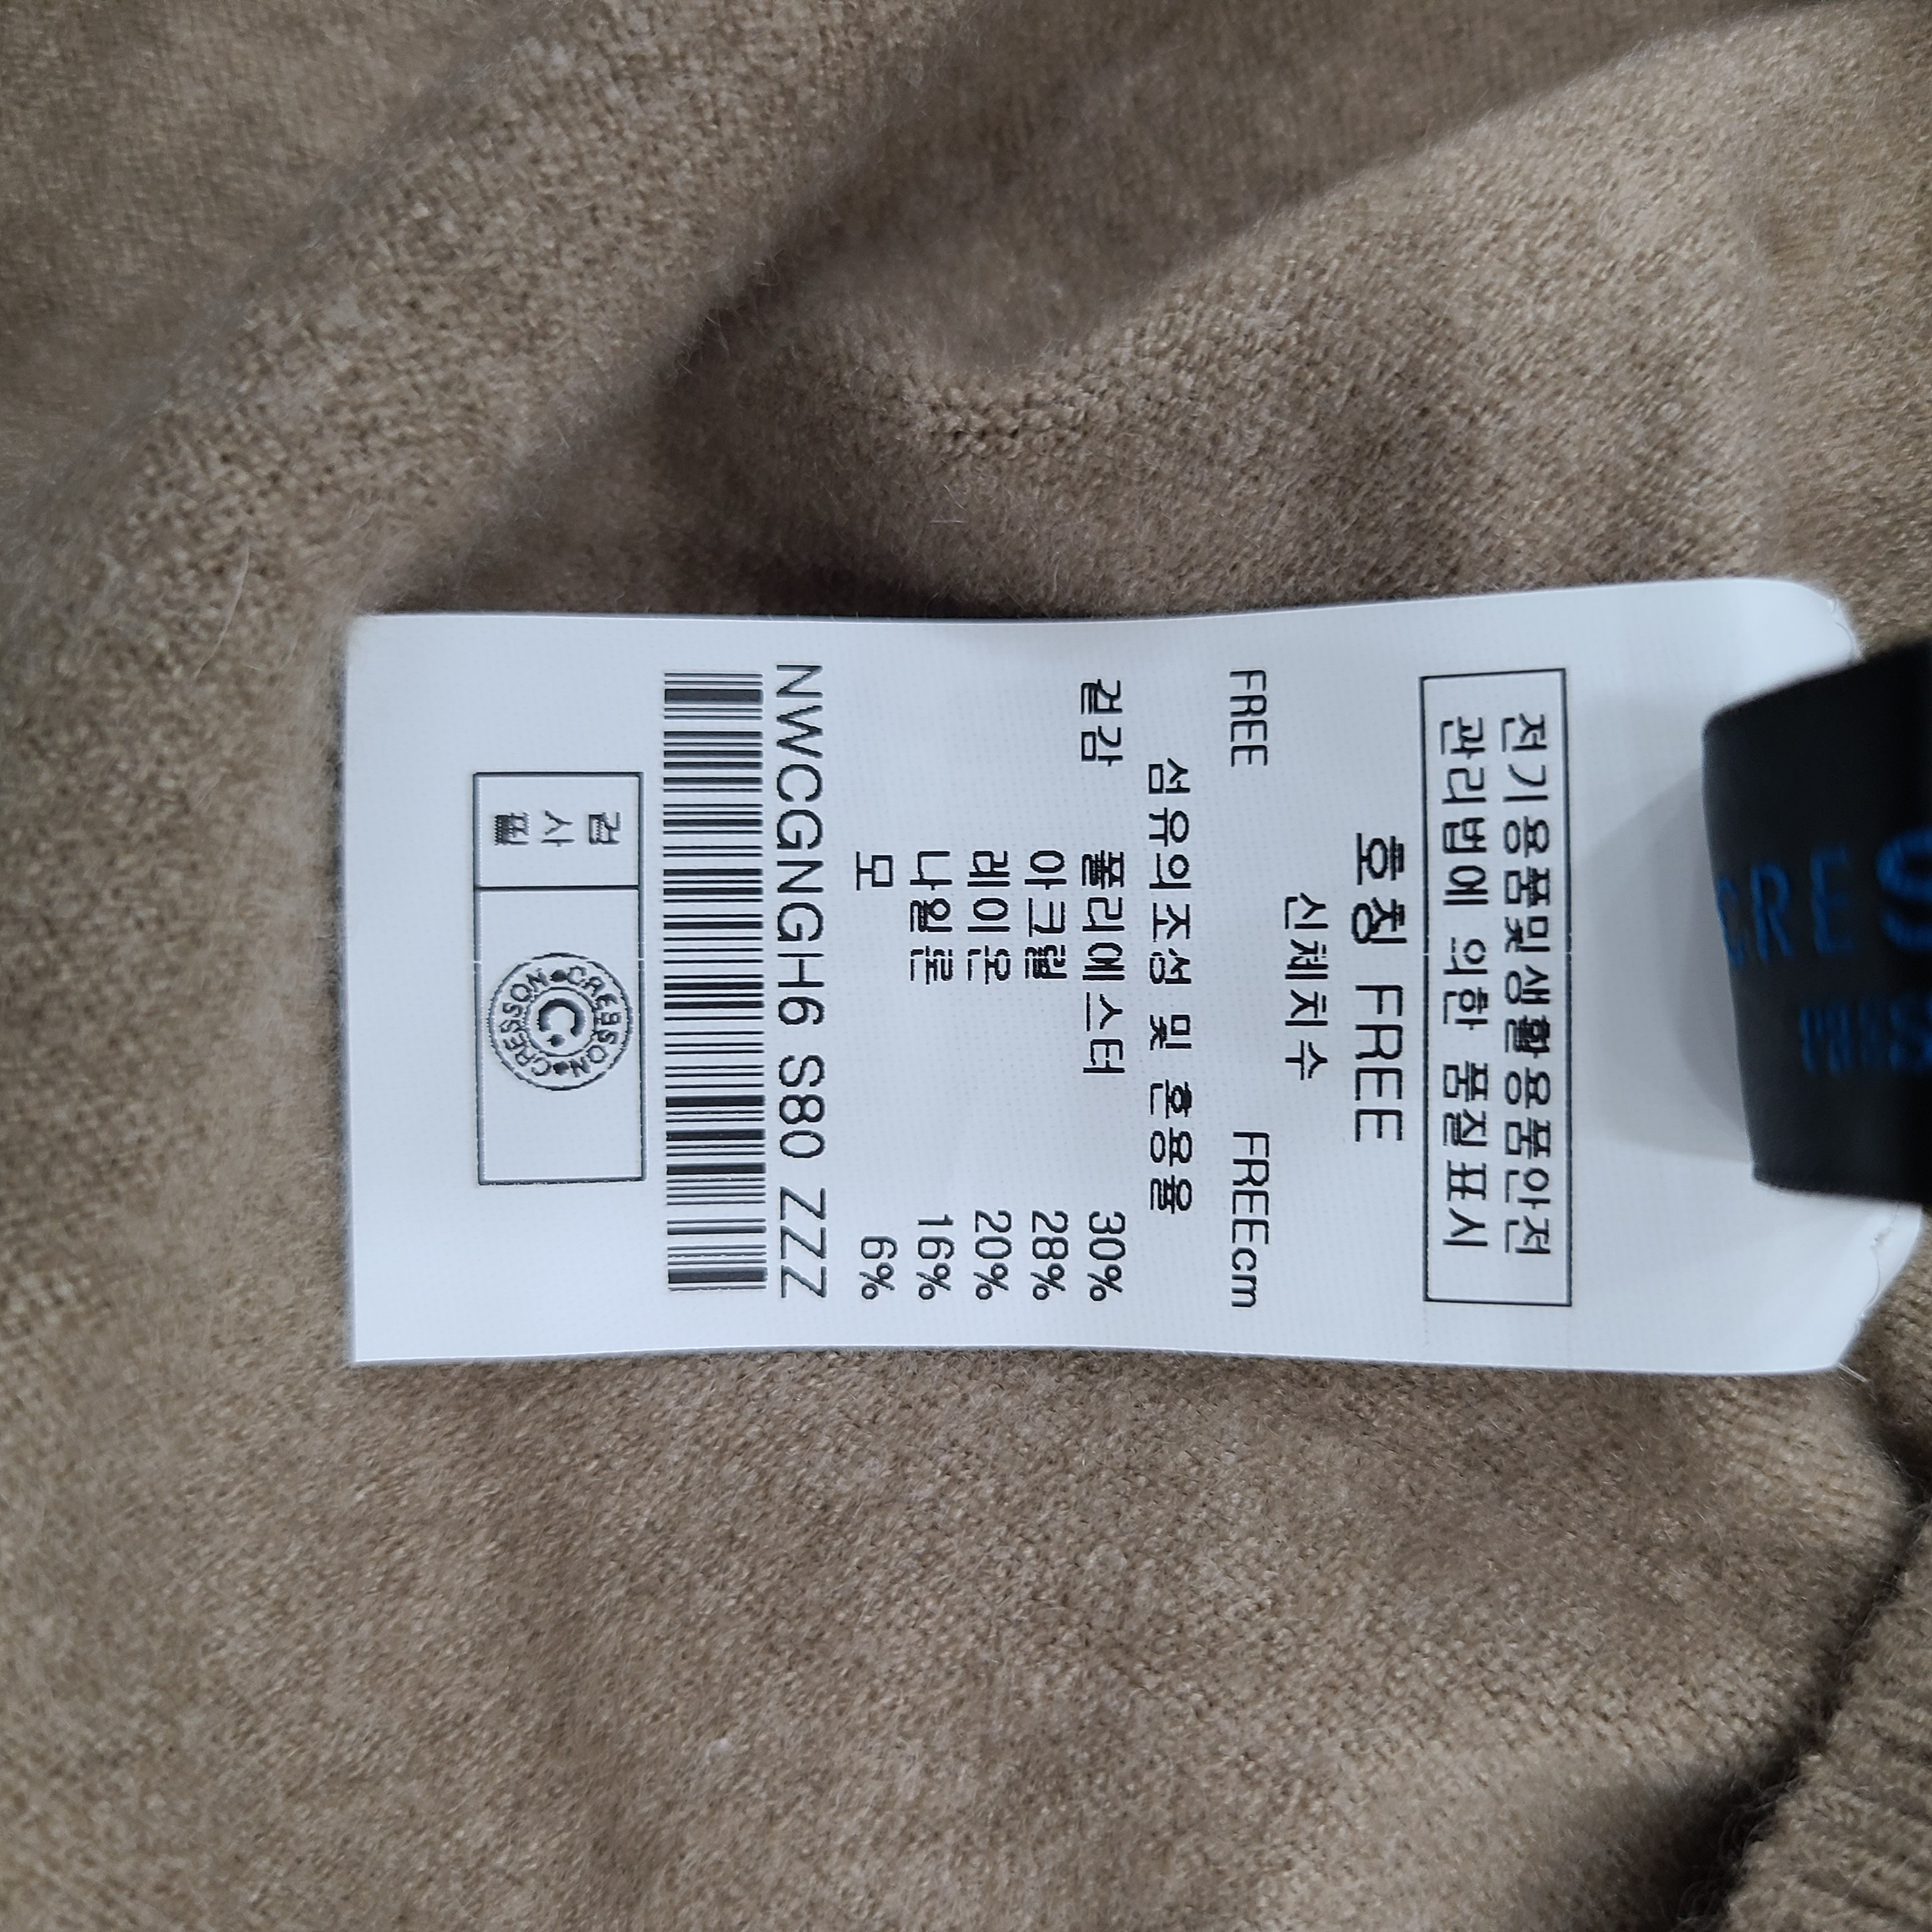 전기용품및생활용품안전
관리법에 의한 품질표시
호칭 FREE
신체치수
FREE FREEcm
섬유의조성 및 혼용율
겉감 폴리에스터 30%
아크릴 28%
레이온 20%
나일론 16%
모 6%
NWCGNGH6 S80 ZZZ
검사필
CRESSON CRESSON
C
CRES